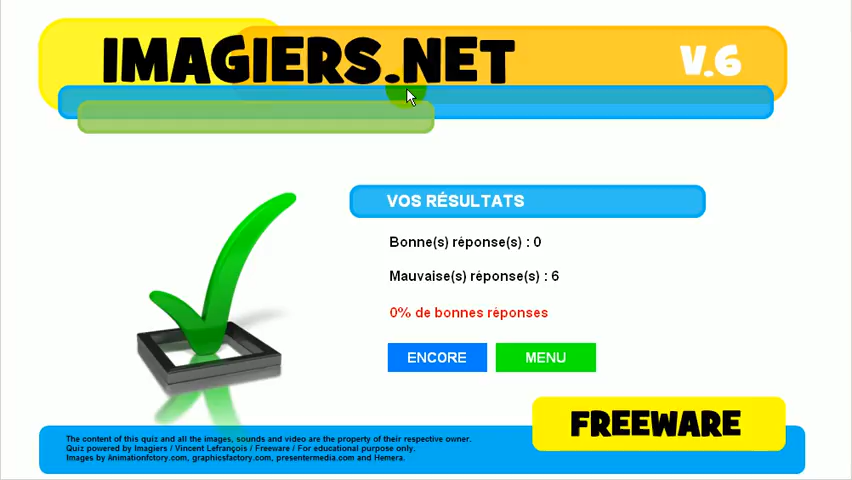 IMAGIERS.NET
V.6
VOS RÉSULTATS
Bonne(s) réponse(s) : 0
Mauvaise(s) réponse(s) : 6
0% de bonnes réponses
ENCORE
MENU
FREEWARE
The content of this quiz and all the images, sounds and video are the property of their respective owner.
Quiz powered by Imagiers / Vincent Lefrançois / Freeware / For educational purpose only.
Images by Animationfctory.com, graphicsfactory.com, presentermedia.com and Hemera.